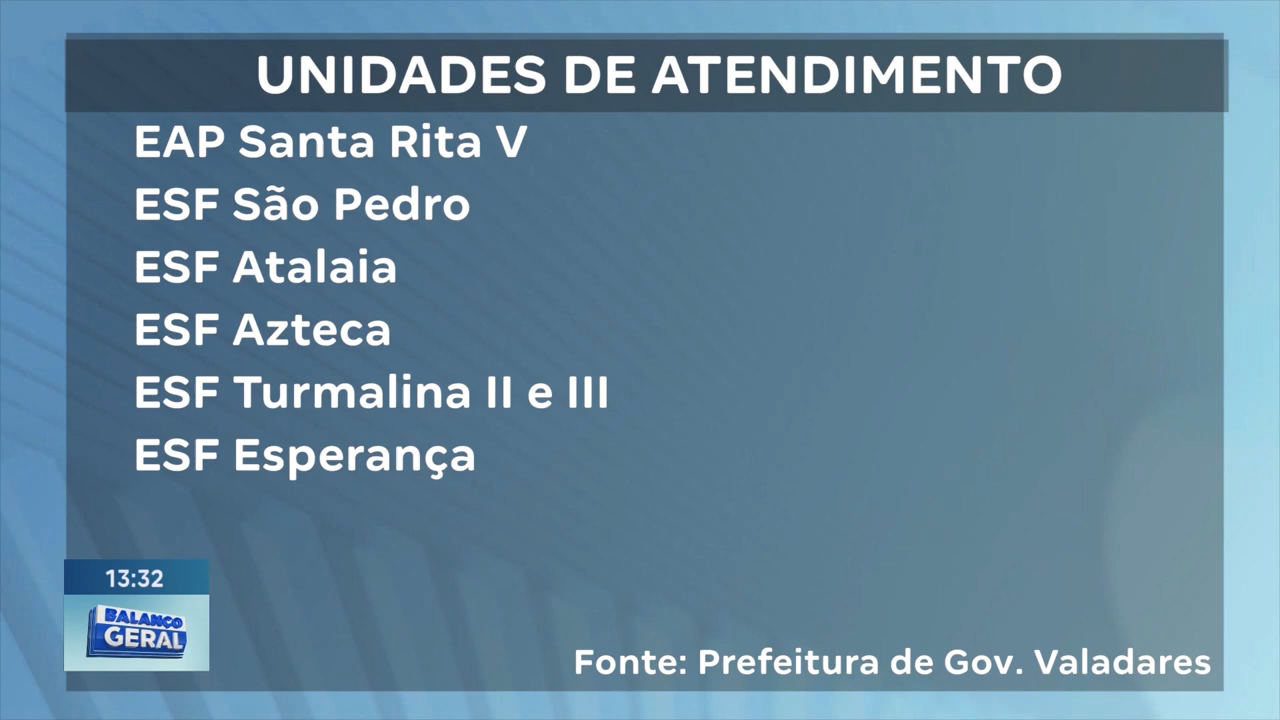 UNIDADES DE ATENDIMENTO
EAP Santa Rita V
ESF São Pedro
ESF Atalaia
ESF Azteca
ESF Turmalina II e III
ESF Esperança
13:32
BALANÇO
GERAL
Fonte: Prefeitura de Gov. Valadares